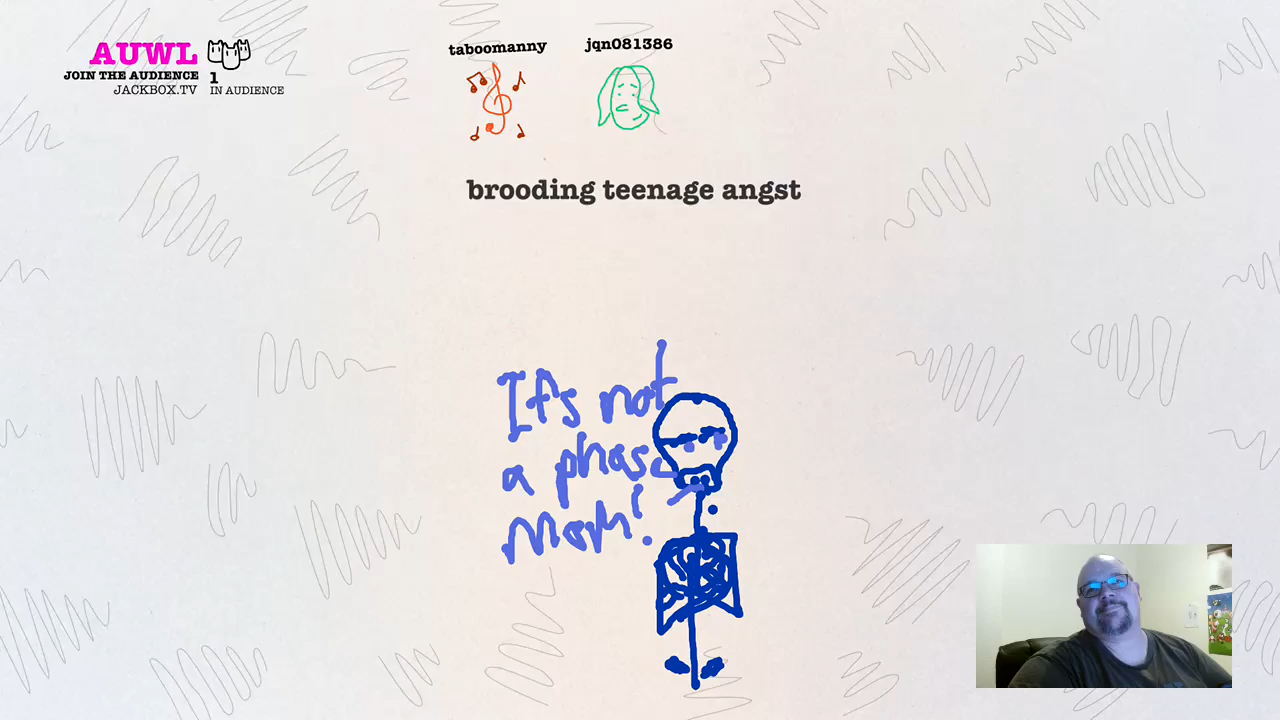 AUWL
JOIN THE AUDIENCE
JACKBOX.TV
1
IN AUDIENCE
taboomanny
jqn081386
brooding teenage angst
It's not
a phase
Mom!